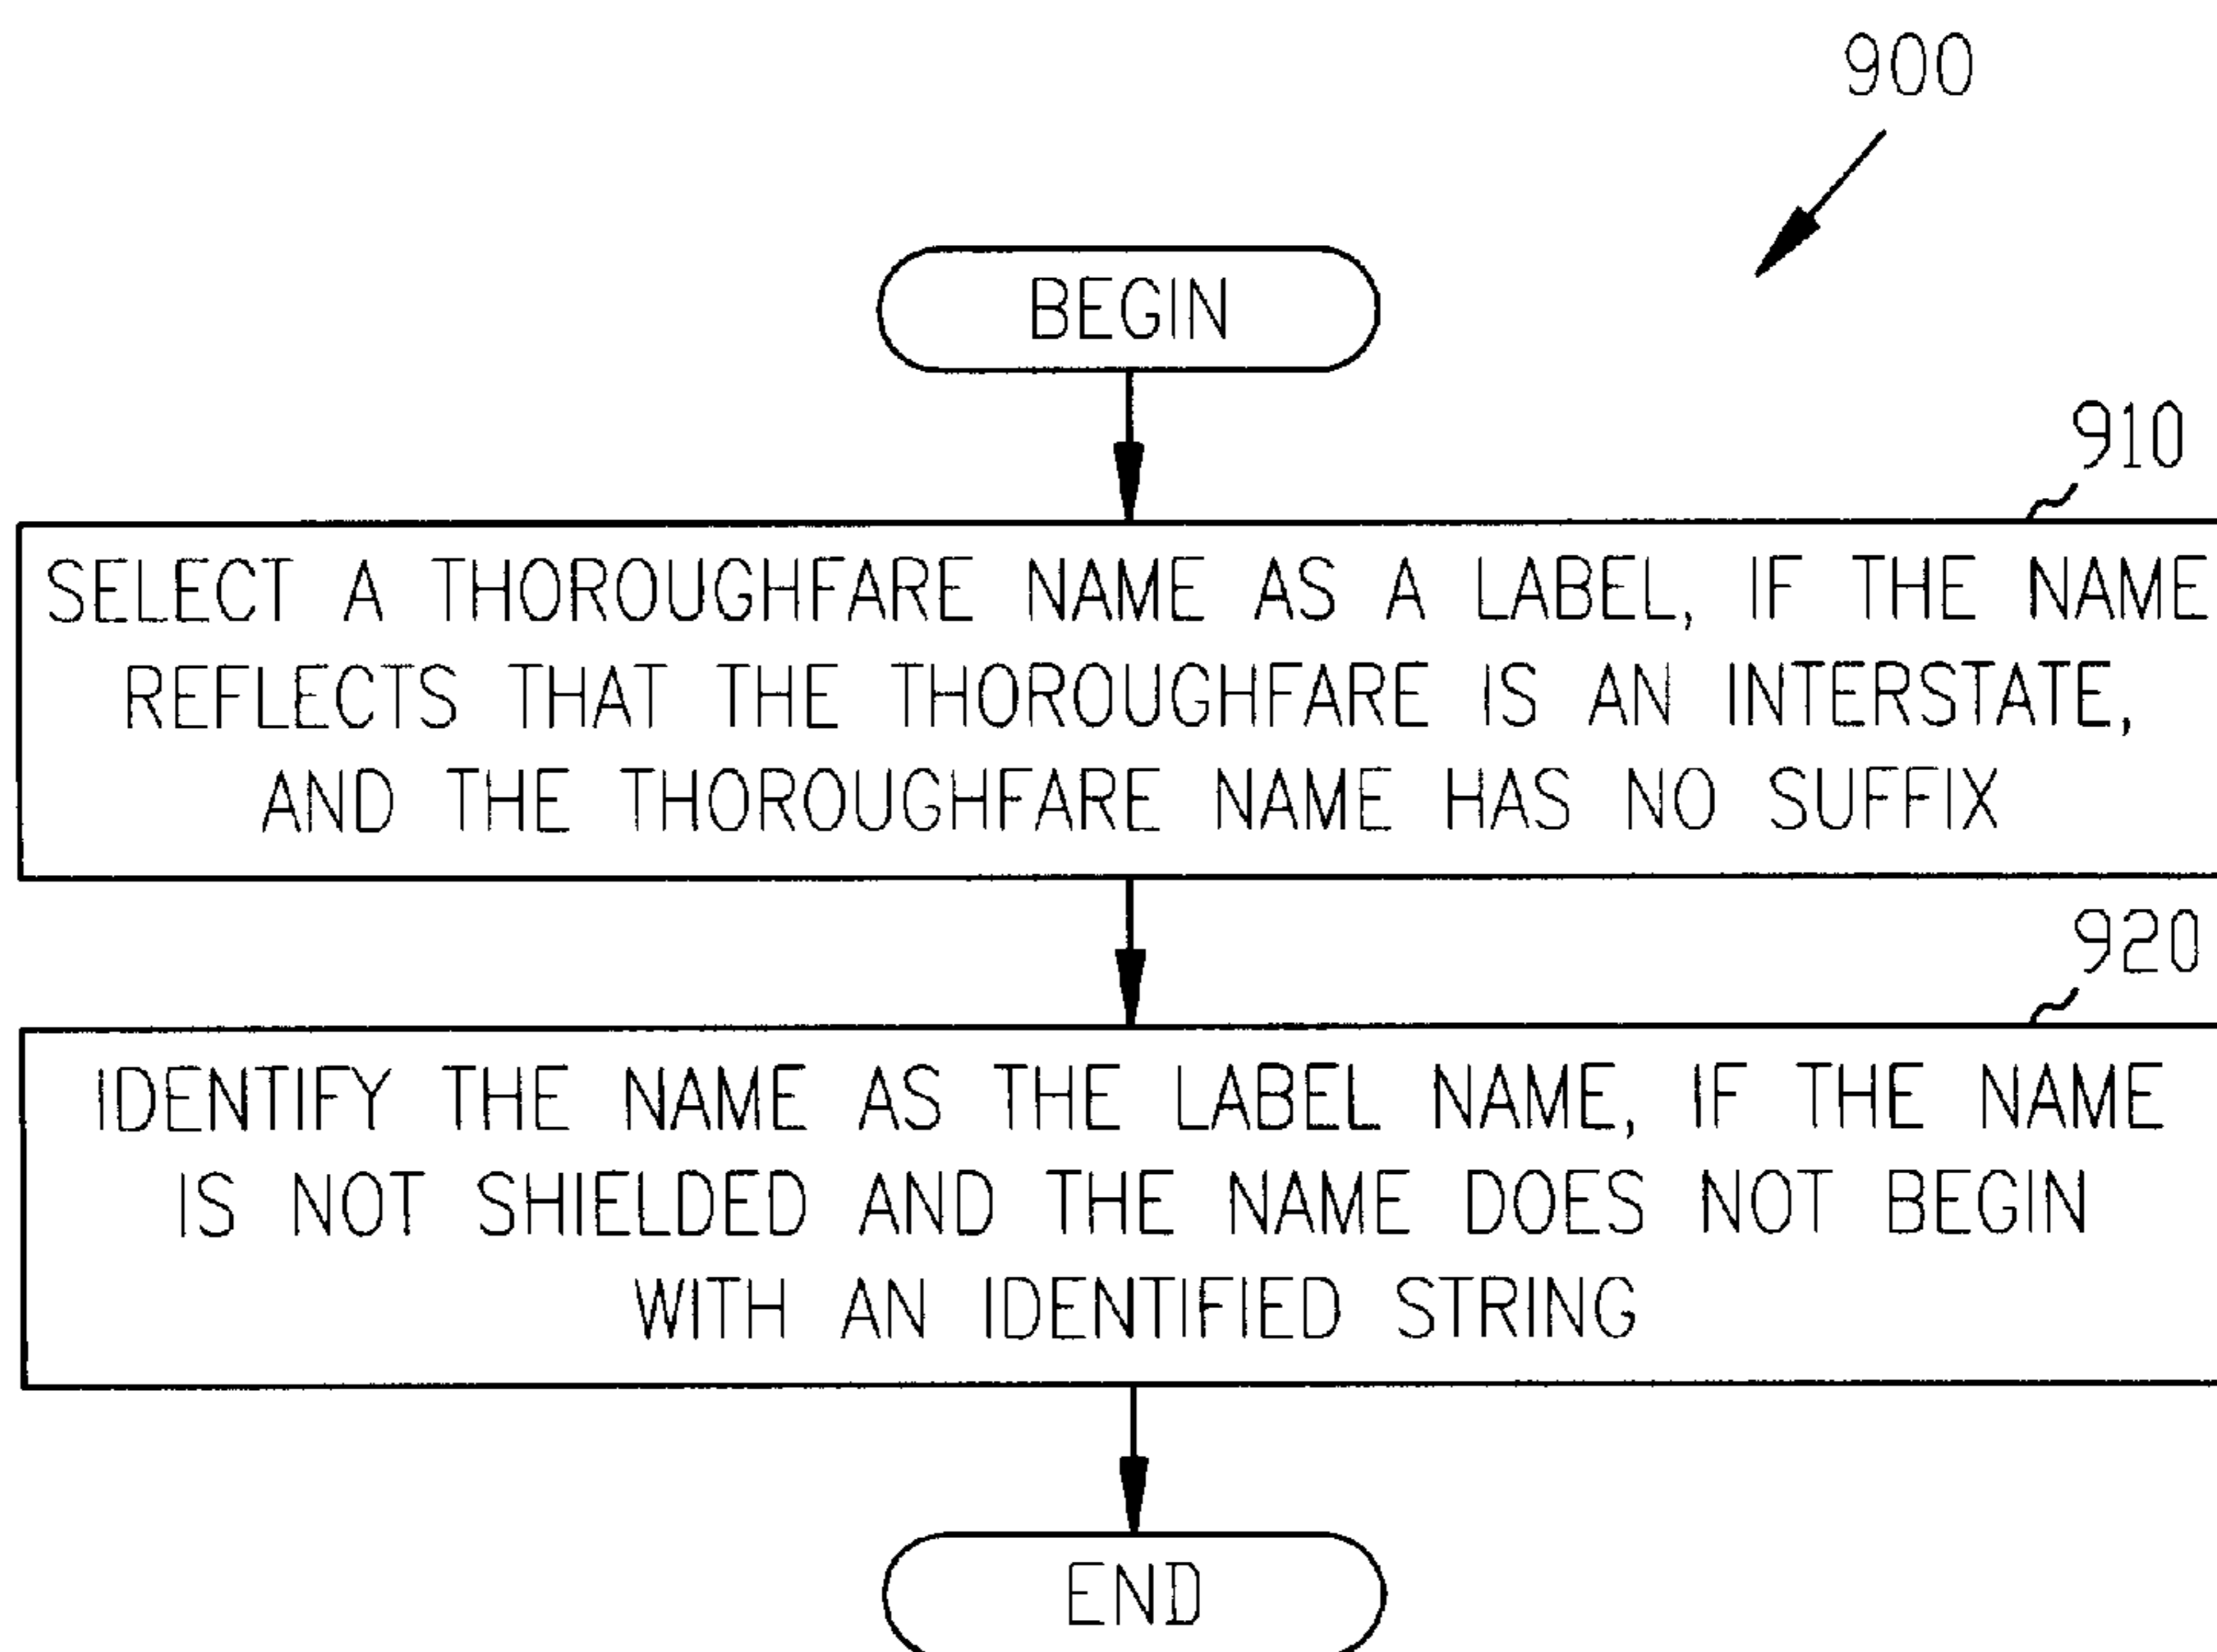 900
BEGIN
910
SELECT A THOROUGHFARE NAME AS A LABEL, IF THE NAME
REFLECTS THAT THE THOROUGHFARE IS AN INTERSTATE,
AND THE THOROUGHFARE NAME HAS NO SUFFIX
920
IDENTIFY THE NAME AS THE LABEL NAME, IF THE NAME
IS NOT SHIELDED AND THE NAME DOES NOT BEGIN
WITH AN IDENTIFIED STRING
END